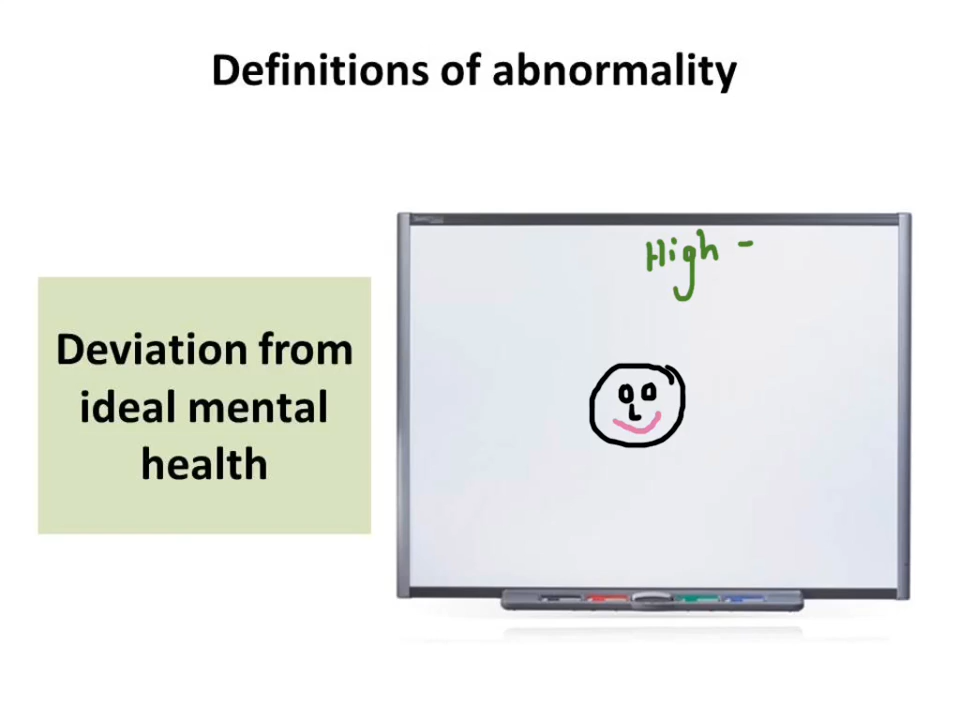 Definitions of abnormality
Deviation from
ideal mental
health
High -